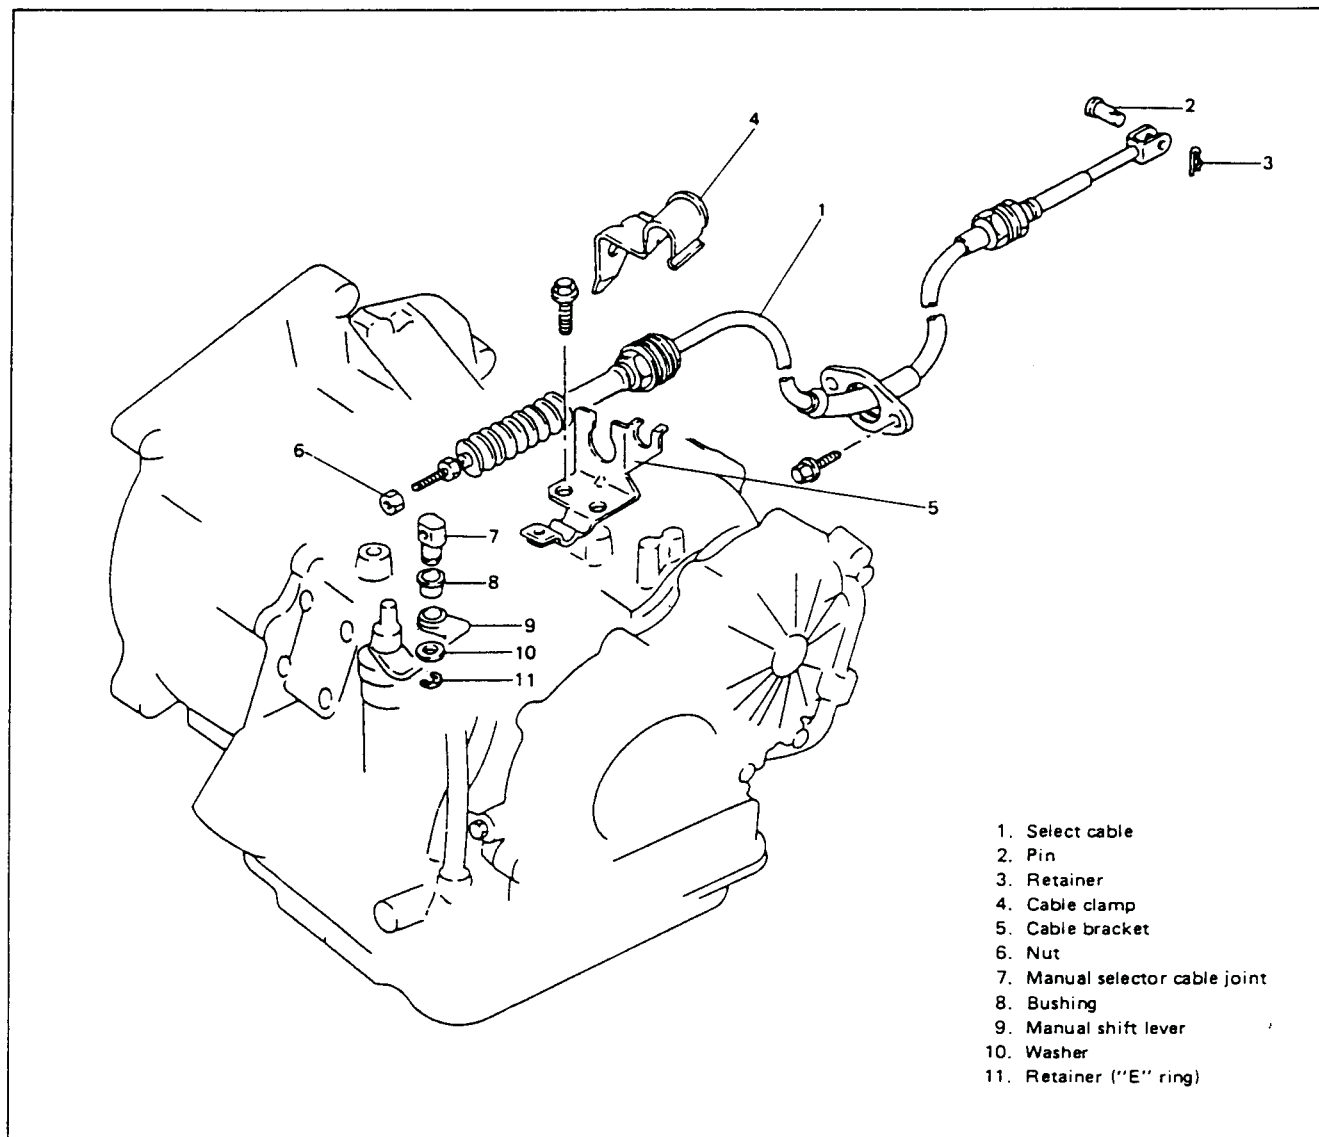 4
2
3
1
6
5
7
8
9
10
11
1. Select cable
2. Pin
3. Retainer
4. Cable clamp
5. Cable bracket
6. Nut
7. Manual selector cable joint
8. Bushing
9. Manual shift lever
10. Washer
11. Retainer ("E" ring)